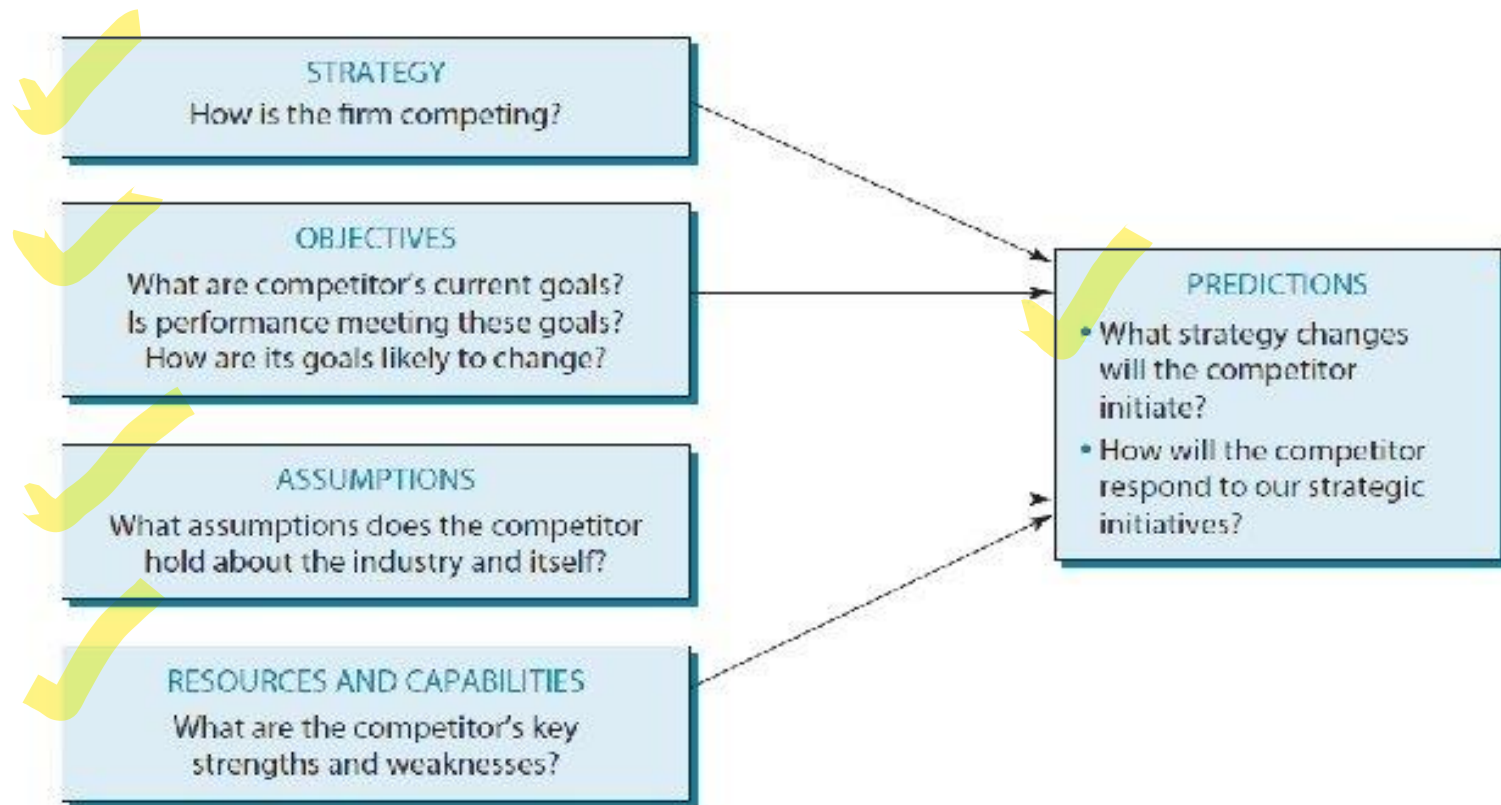 STRATEGY
How is the firm competing?
OBJECTIVES
What are competitor's current goals?
Is performance meeting these goals?
How are its goals likely to change?
ASSUMPTIONS
What assumptions does the competitor
hold about the industry and itself?
RESOURCES AND CAPABILITIES
What are the competitor's key
strengths and weaknesses?
PREDICTIONS
• What strategy changes
will the competitor
initiate?
• How will the competitor
respond to our strategic
initiatives?